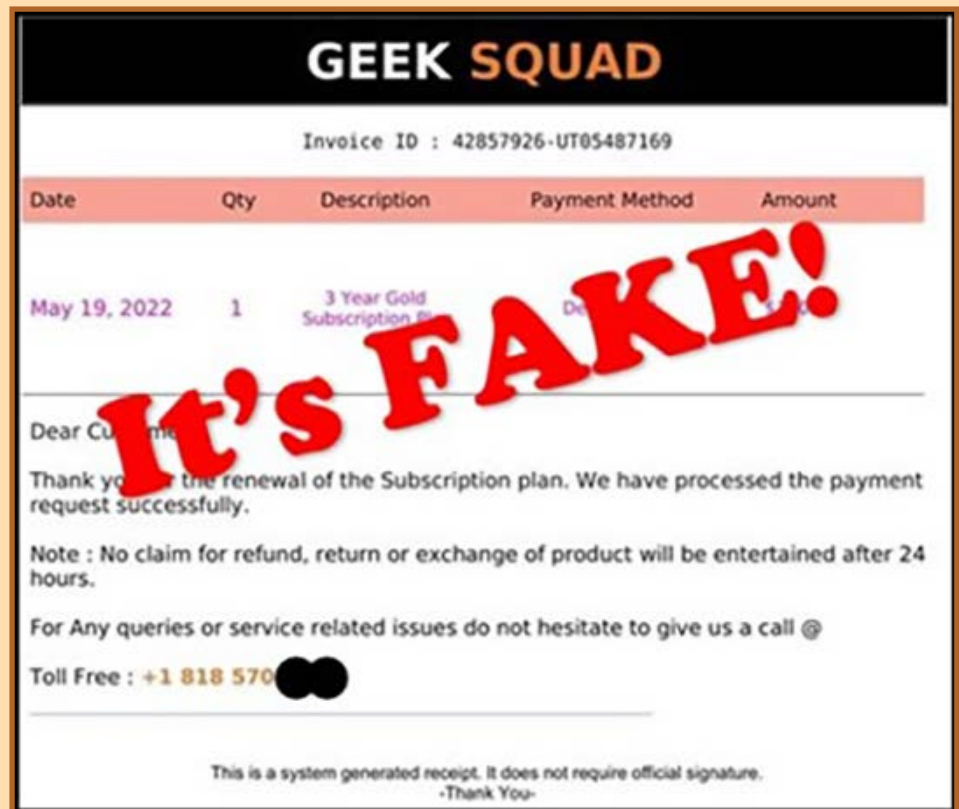 GEEK SQUAD
Invoice ID : 42857926-UT05487169
Date Qty Description Payment Method Amount
May 19, 2022 1 3 Year Gold
Subscription
It's FAKE!
Dear
Thank the renewal of the Subscription plan. We have processed the payment
request successfully.
Note : No claim for refund, return or exchange of product will be entertained after 24
hours.
For Any queries or service related issues do not hesitate to give us a call @
Toll Free : +1 818 570
This is a system generated receipt. It does not require official signature.
-Thank You-